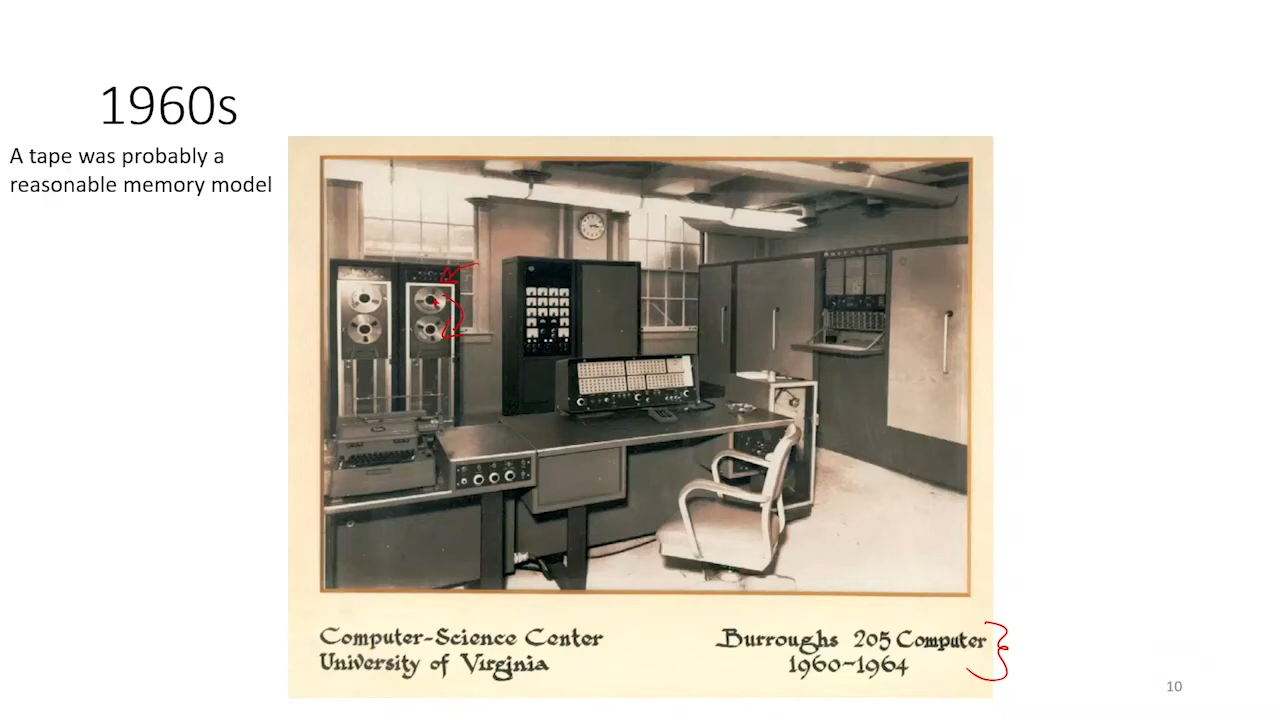 1960s
A tape was probably a
reasonable memory model
Computer-Science Center
University of Virginia
Burroughs 205 Computer
1960-1964
10